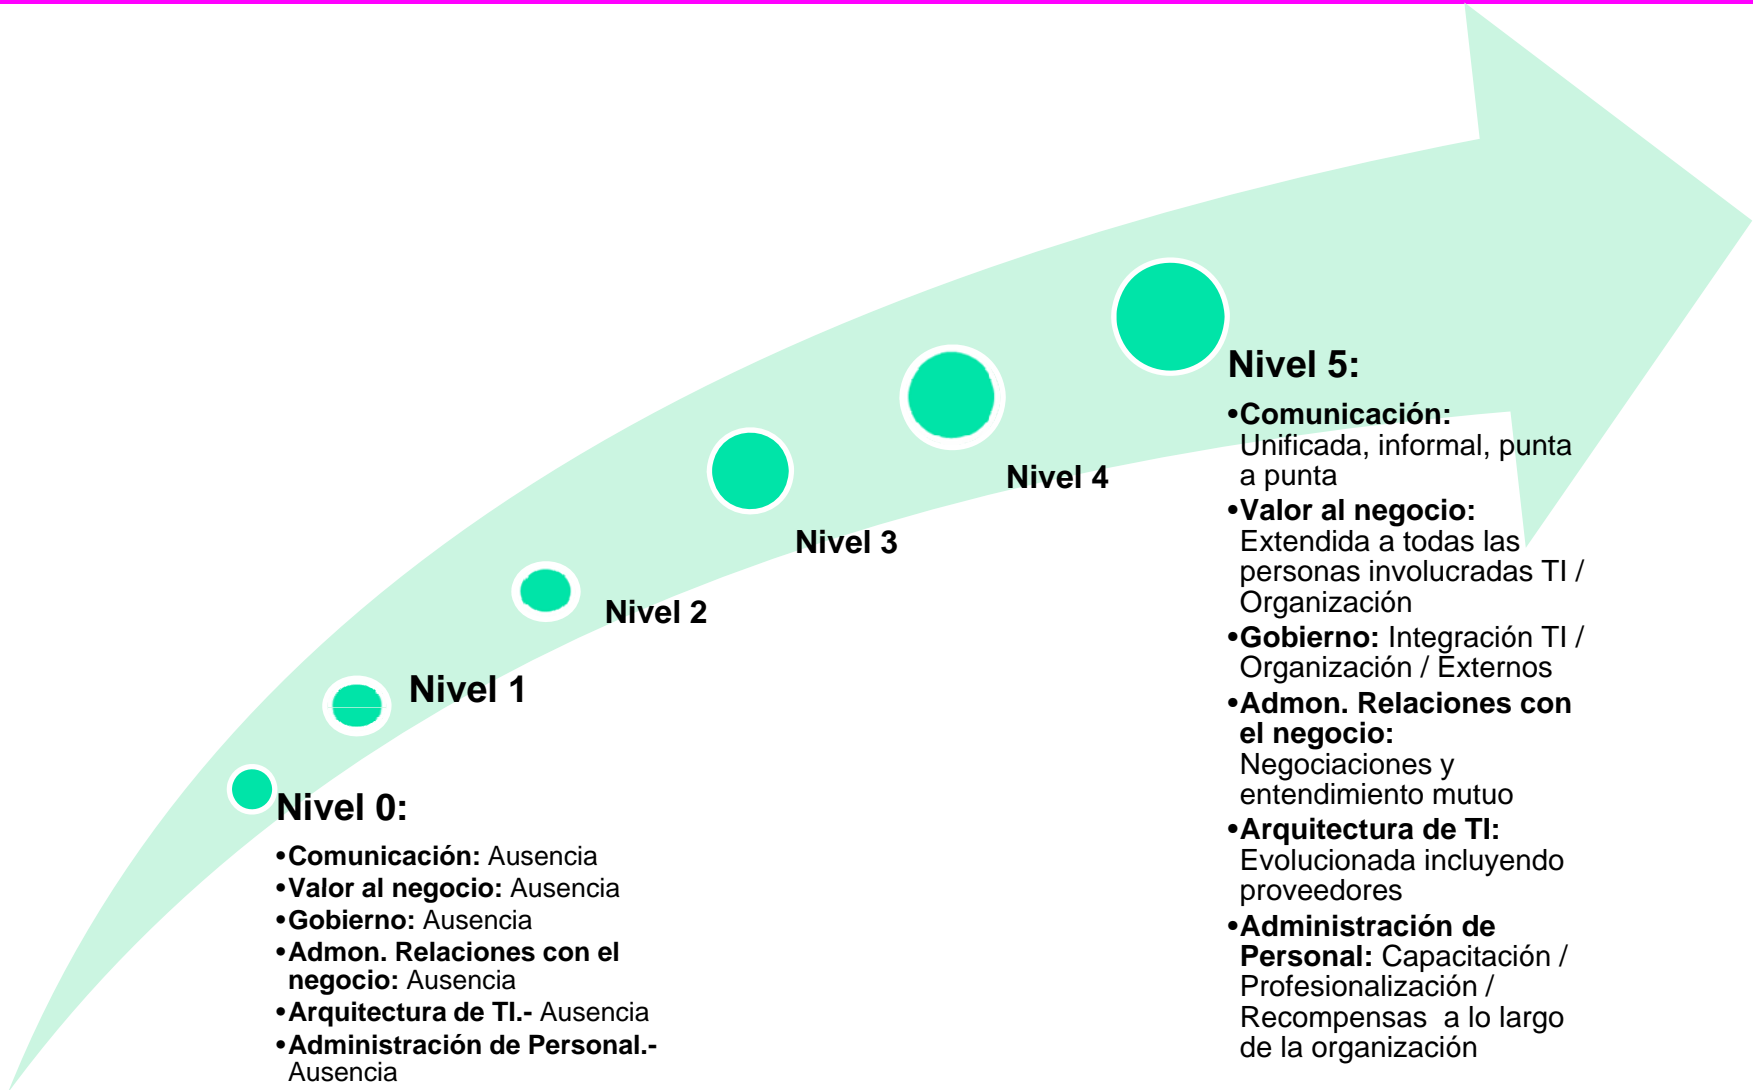 Nivel 5:
•Comunicación:
Unificada, informal, punta
a punta
•Valor al negocio:
Extendida a todas las
personas involucradas TI /
Organización
•Gobierno: Integración TI /
Organización / Externos
•Admon. Relaciones con
el negocio:
Negociaciones y
entendimiento mutuo
•Arquitectura de TI:
Evolucionada incluyendo
proveedores
•Administración de
Personal: Capacitación /
Profesionalización /
Recompensas  a lo largo
de la organización
Nivel 4
Nivel 3
Nivel 2
Nivel 1
Nivel 0:
•Comunicación: Ausencia
•Valor al negocio: Ausencia
•Gobierno: Ausencia
•Admon. Relaciones con el
negocio: Ausencia
•Arquitectura de TI.- Ausencia
•Administración de Personal.-
Ausencia